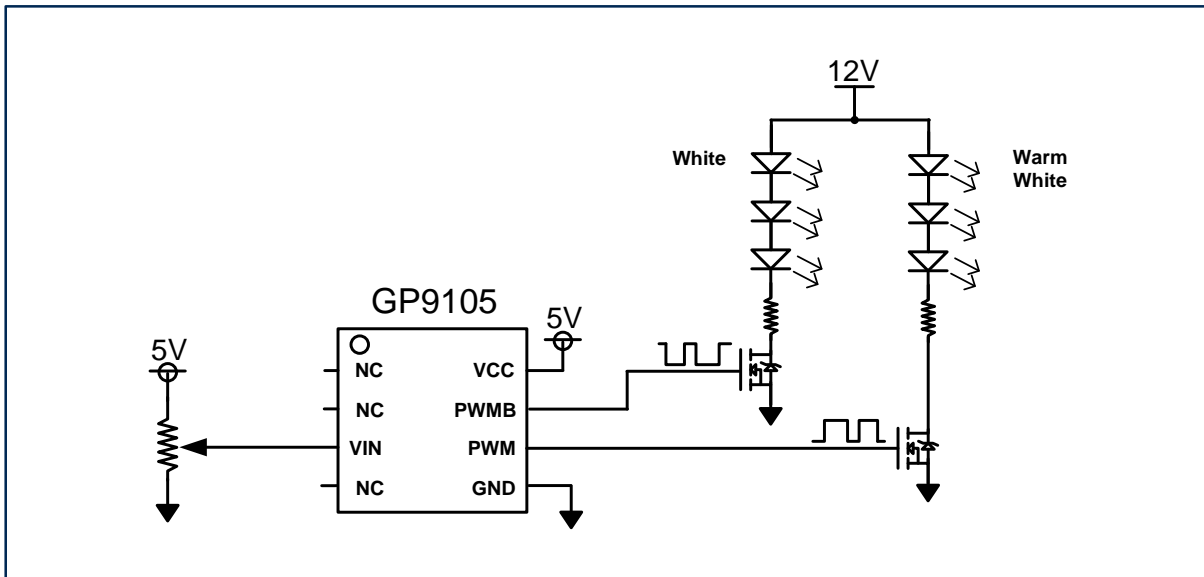 12V
White
Warm
White
GP9105
5V
5V
NC
VCC
NC
PWMB
VIN
PWM
NC
GND